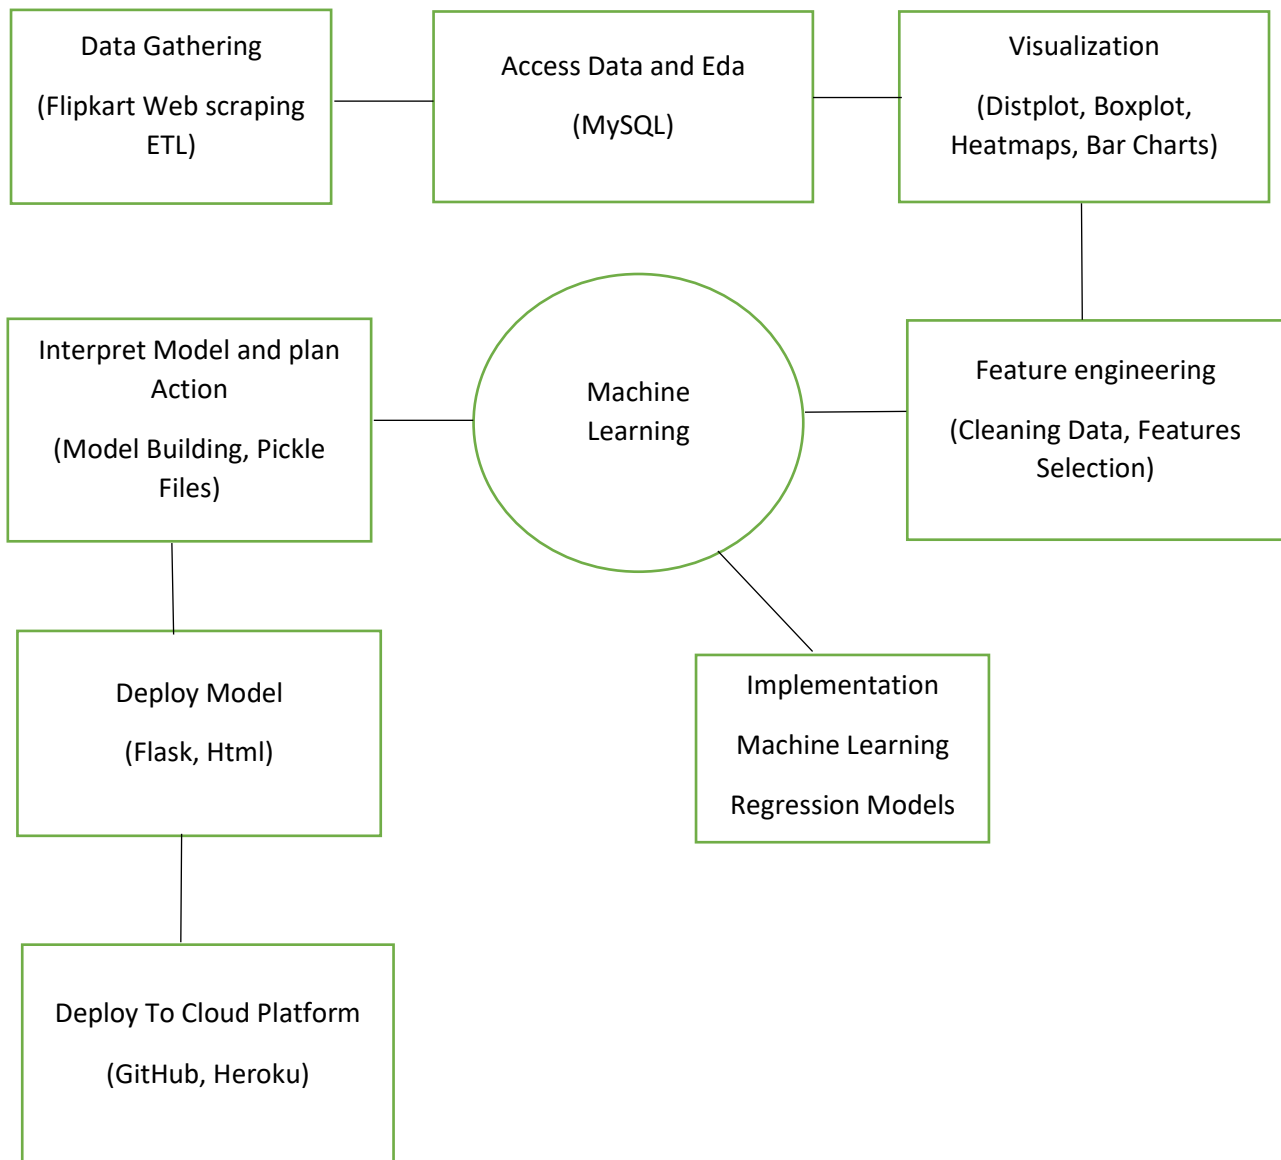 Data Gathering
(Flipkart Web scraping
ETL)
Access Data and Eda
(MySQL)
Visualization
(Distplot, Boxplot,
Heatmaps, Bar Charts)
Interpret Model and plan
Action
(Model Building, Pickle
Files)
Machine
Learning
Feature engineering
(Cleaning Data, Features
Selection)
Deploy Model
(Flask, Html)
Implementation
Machine Learning
Regression Models
Deploy To Cloud Platform
(GitHub, Heroku)